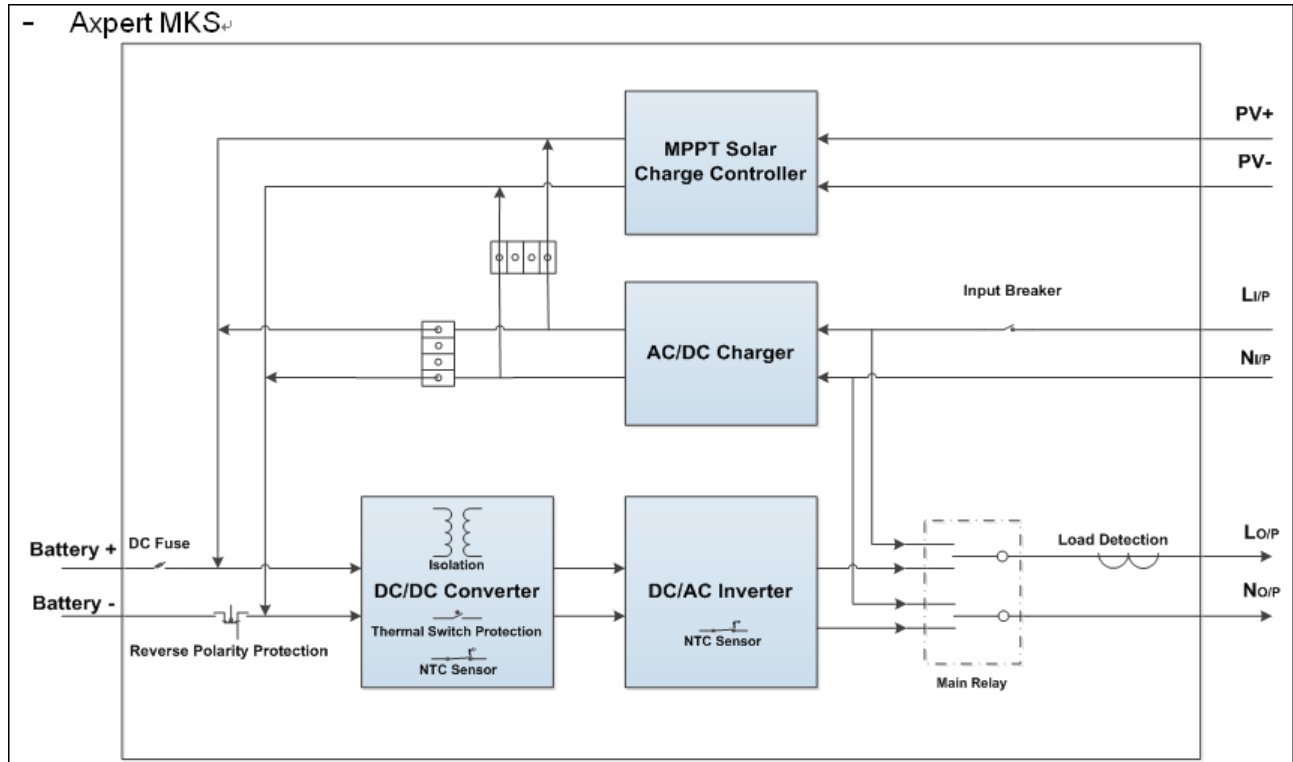 - Axpert MKS
MPPT Solar
Charge Controller
PV+
PV-
Input Breaker
LI/P
AC/DC Charger
NI/P
Battery +
DC Fuse
Battery -
Reverse Polarity Protection
Isolation
DC/DC Converter
Thermal Switch Protection
NTC Sensor
DC/AC Inverter
NTC Sensor
Main Relay
Load Detection
LO/P
NO/P